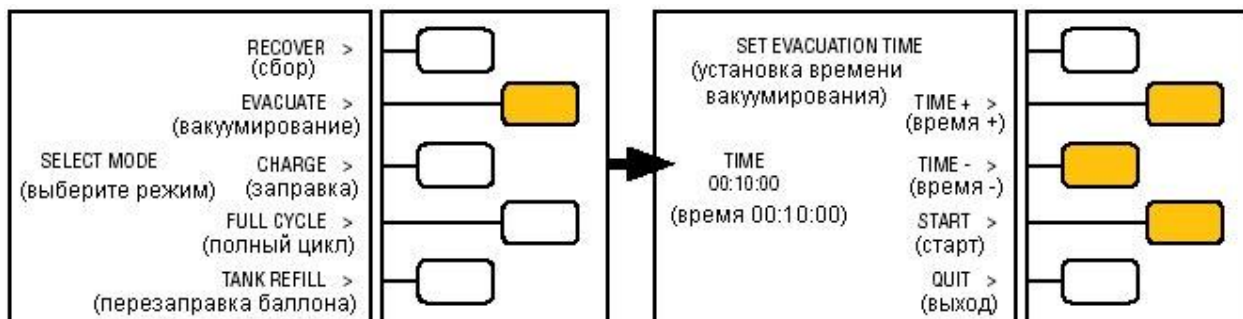 RECOVER >
(сбор)
EVACUATE >
(вакуумирование)
SELECT MODE
(выберите режим)
CHARGE >
(заправка)
FULL CYCLE >
(полный цикл)
TANK REFILL >
(перезаправка баллона)
SET EVACUATION TIME
(установка времени
вакуумирования)
TIME + >
(время +)
TIME
00:10:00
(время 00:10:00)
TIME - >
(время -)
START >
(старт)
QUIT >
(выход)